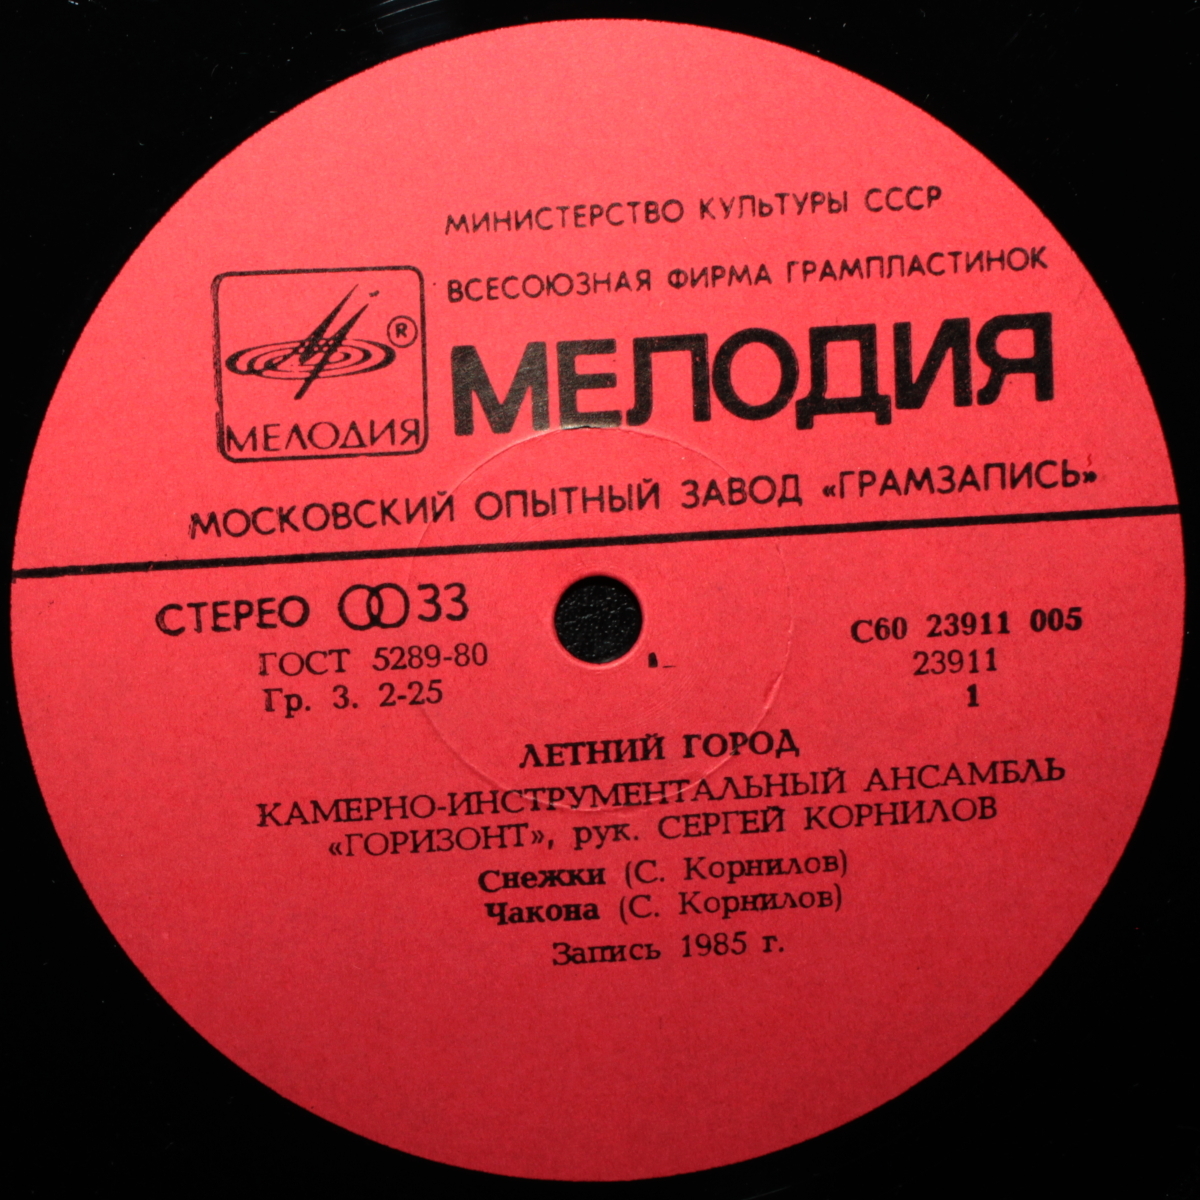 МИНИСТЕРСТВО КУЛЬТУРЫ СССР
ВСЕСОЮЗНАЯ ФИРМА ГРАМПЛАСТИНОК
®
МЕЛОДИЯ
МЕЛОДИЯ
МОСКОВСКИЙ ОПЫТНЫЙ ЗАВОД «ГРАМЗАПИСЬ»
СТЕРЕО 33
ГОСТ 5289-80
Гр. 3. 2-25
С60 23911 005
23911
1
ЛЕТНИЙ ГОРОД
КАМЕРНО-ИНСТРУМЕНТАЛЬНЫЙ АНСАМБЛЬ
«ГОРИЗОНТ», рук. СЕРГЕЙ КОРНИЛОВ
Снежки (С. Корнилов)
Чакона (С. Корнилов)
Запись 1985 г.